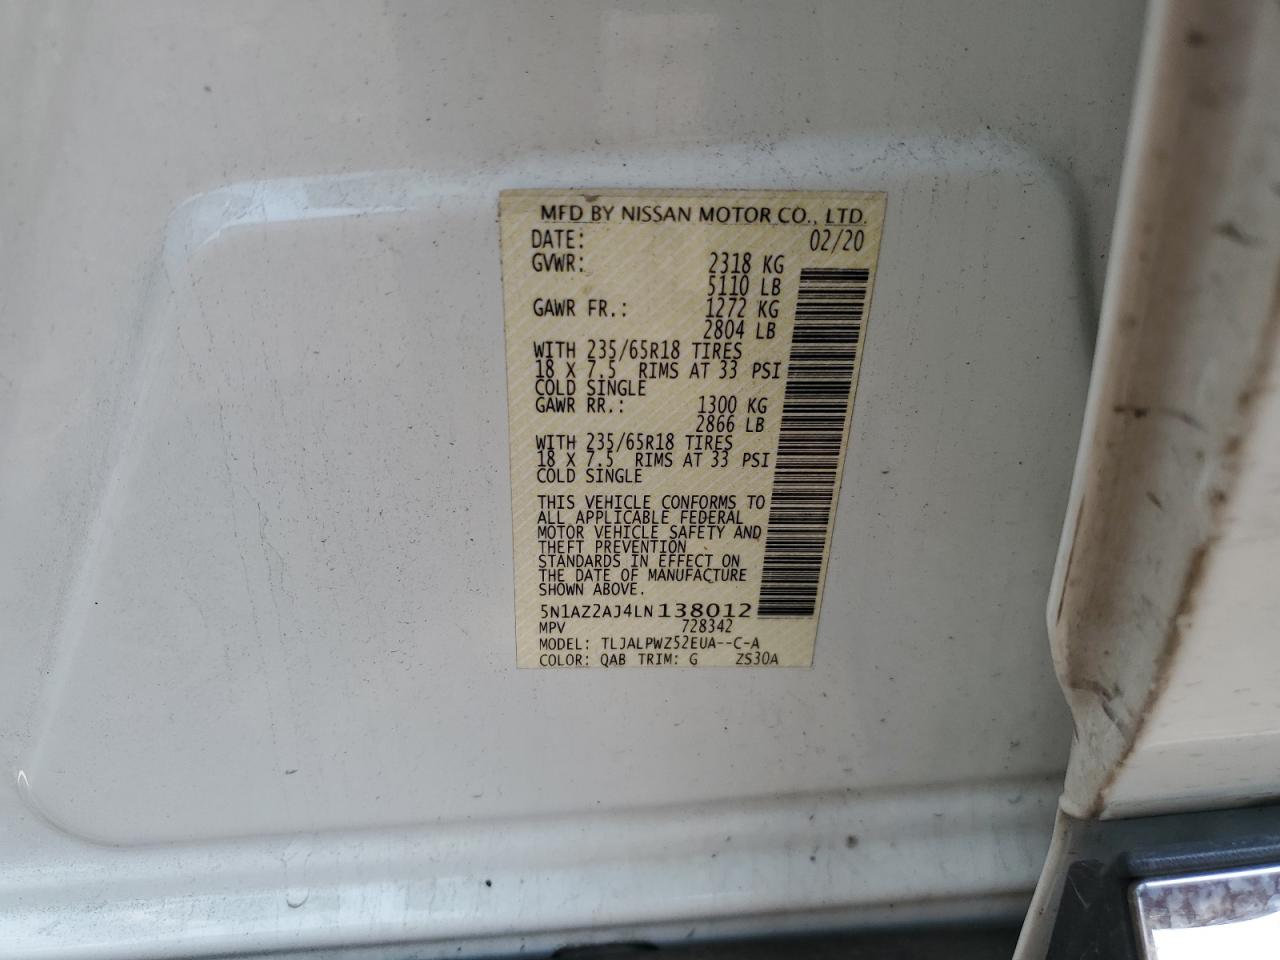 MFD BY NISSAN MOTOR CO., LTD.
DATE: 02/20
GVWR: 2318 KG
5110 LB
GAWR FR.: 1272 KG
2804 LB
WITH 235/65R18 TIRES
18 X 7.5 RIMS AT 33 PSI
COLD SINGLE
GAWR RR.: 1300 KG
2866 LB
WITH 235/65R18 TIRES
18 X 7.5 RIMS AT 33 PSI
COLD SINGLE
THIS VEHICLE CONFORMS TO
ALL APPLICABLE FEDERAL
MOTOR VEHICLE SAFETY AND
THEFT PREVENTION
STANDARDS IN EFFECT ON
THE DATE OF MANUFACTURE
SHOWN ABOVE.
5N1AZ2AJ4LN138012
MPV 728342
MODEL: TLJALPWZ52EUA--C-A
COLOR: QAB TRIM: G ZS30A